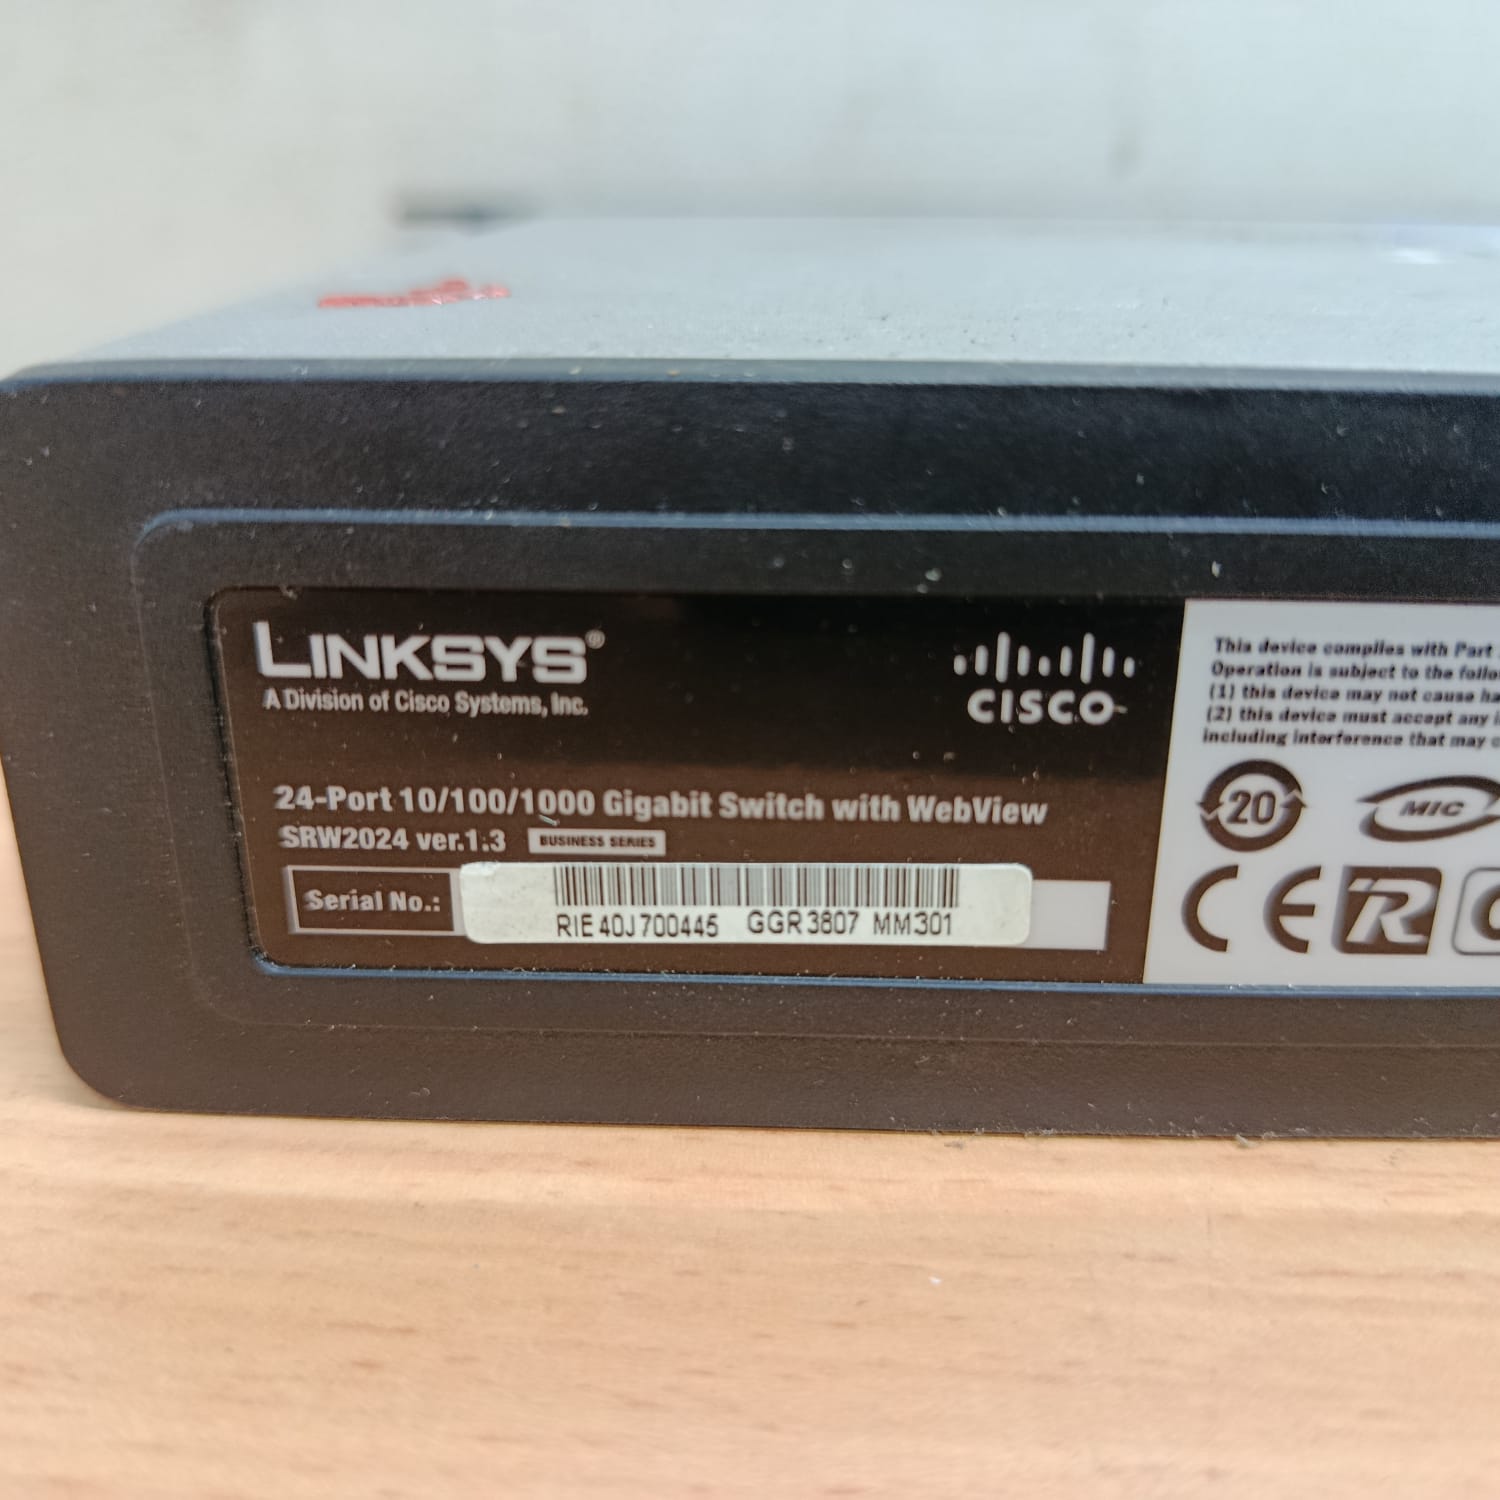 LINKSYS®
A Division of Cisco Systems, Inc.
CISCO
24-Port 10/100/1000 Gigabit Switch with WebView
SRW2024 ver.1.3 BUSINESS SERIES
Serial No.:
RIE40J700445 GGR3807 MM301
This device complies with Part
Operation is subject to the follo
(1) this device may not cause ha
(2) this device must accept any i
including interference that may c
20
MIC
CE
R